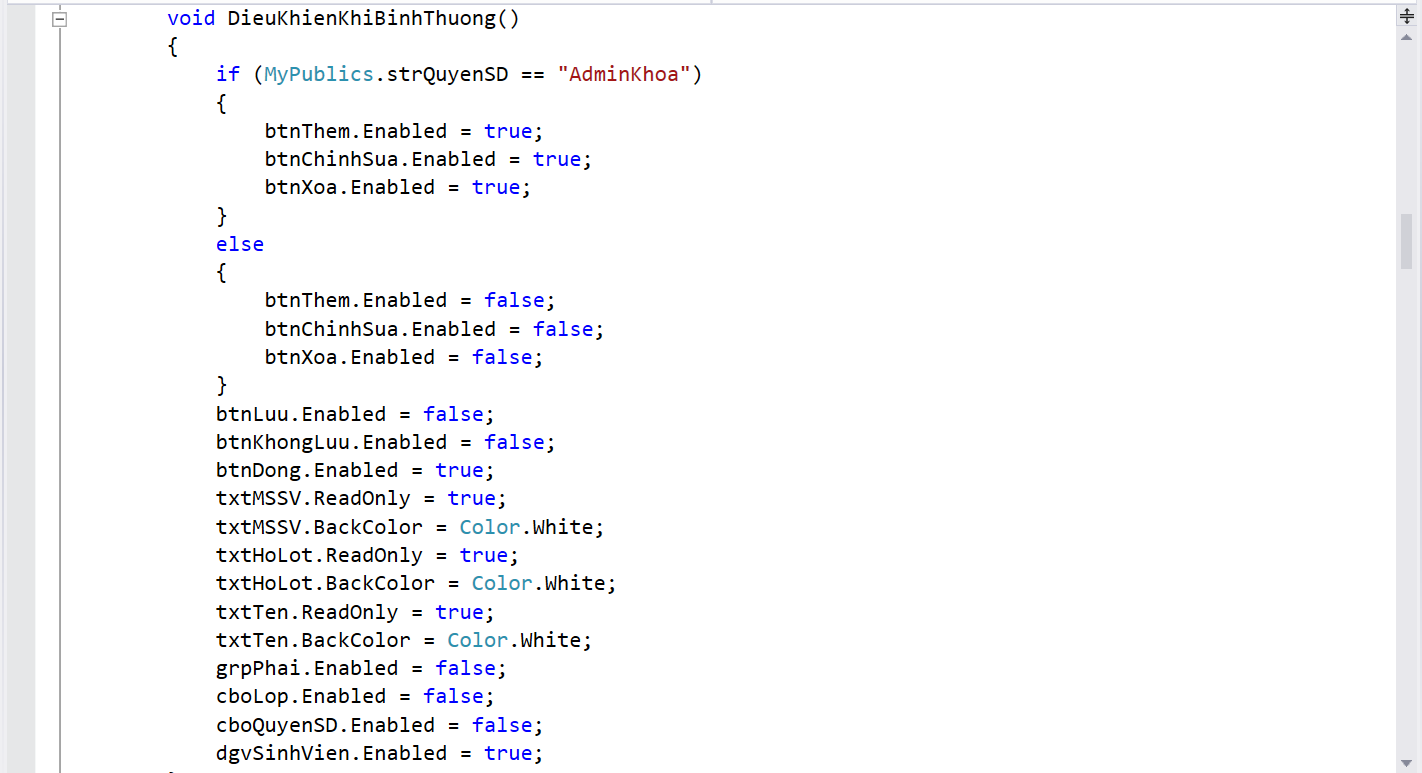 void DieuKhienKhiBinhThuong()
{
if (MyPublics.strQuyenSD == "AdminKhoa")
{
btnThem.Enabled = true;
btnChinhSua.Enabled = true;
btnXoa.Enabled = true;
}
else
{
btnThem.Enabled = false;
btnChinhSua.Enabled = false;
btnXoa.Enabled = false;
}
btnLuu.Enabled = false;
btnKhongLuu.Enabled = false;
btnDong.Enabled = true;
txtMSSV.ReadOnly = true;
txtMSSV.BackColor = Color.White;
txtHoLot.ReadOnly = true;
txtHoLot.BackColor = Color.White;
txtTen.ReadOnly = true;
txtTen.BackColor = Color.White;
grpPhai.Enabled = false;
cboLop.Enabled = false;
cboQuyenSD.Enabled = false;
dgvSinhVien.Enabled = true;